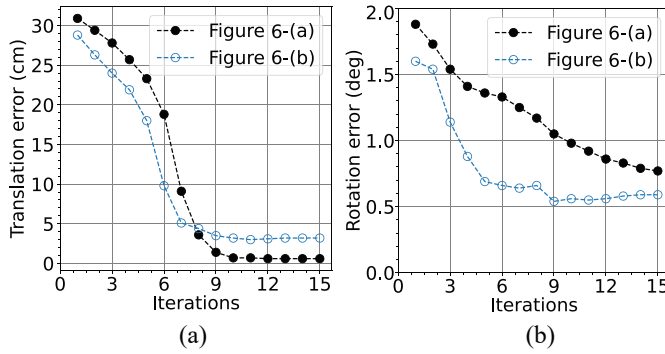 Translation error (cm)
30
25
20
15
10
5
0
0
3
6
9
12
15
Iterations
Figure 6-(a)
Figure 6-(b)
(a)
Rotation error (deg)
2.0
1.5
1.0
0.5
0.0
0
3
6
9
12
15
Iterations
Figure 6-(a)
Figure 6-(b)
(b)